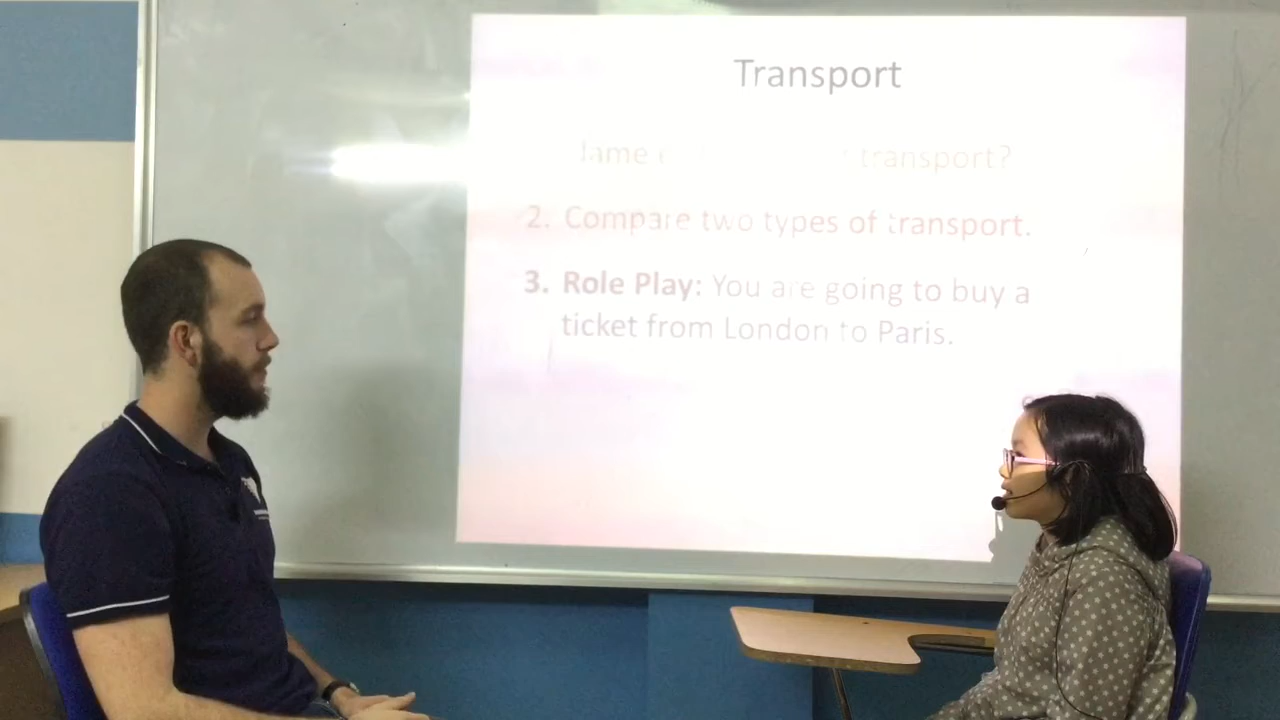 Transport
transport?
2. Compare two types of transport.
3. Role Play: You are going to buy a
ticket from London to Paris.